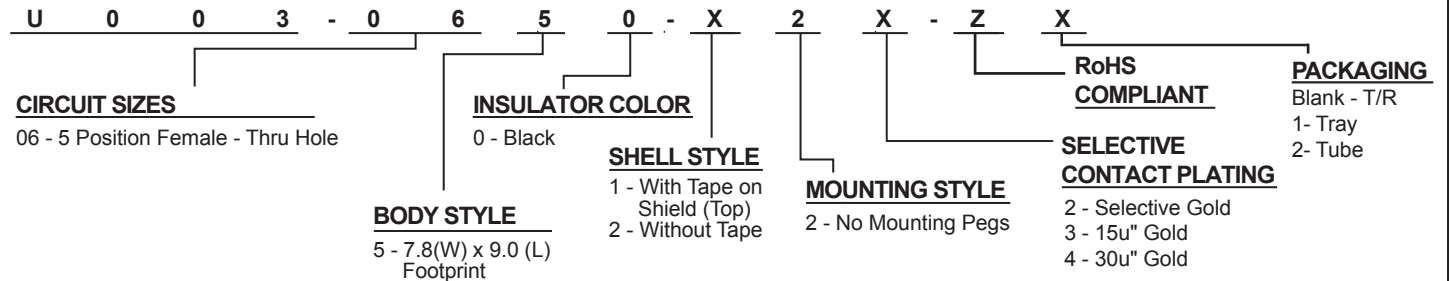 U 0 0 3 - 0 6 5 0 - X 2 X - Z X
CIRCUIT SIZES
06 - 5 Position Female - Thru Hole
BODY STYLE
5 - 7.8(W) x 9.0 (L)
Footprint
INSULATOR COLOR
0 - Black
SHELL STYLE
1 - With Tape on
Shield (Top)
2 - Without Tape
MOUNTING STYLE
2 - No Mounting Pegs
SELECTIVE
CONTACT PLATING
2 - Selective Gold
3 - 15u" Gold
4 - 30u" Gold
RoHS
COMPLIANT
PACKAGING
Blank - T/R
1- Tray
2- Tube